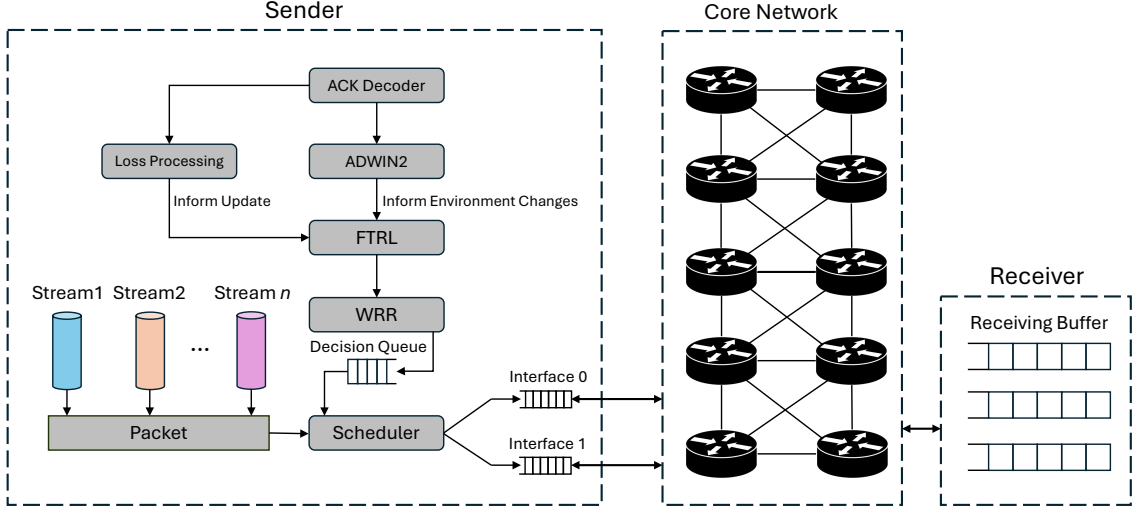 Sender
Core Network
ACK Decoder
Loss Processing
ADWIN2
Inform Update
Inform Environment Changes
FTRL
Stream1
Stream2
Stream n
...
WRR
Decision Queue
Packet
Scheduler
Interface 0
Interface 1
Receiver
Receiving Buffer